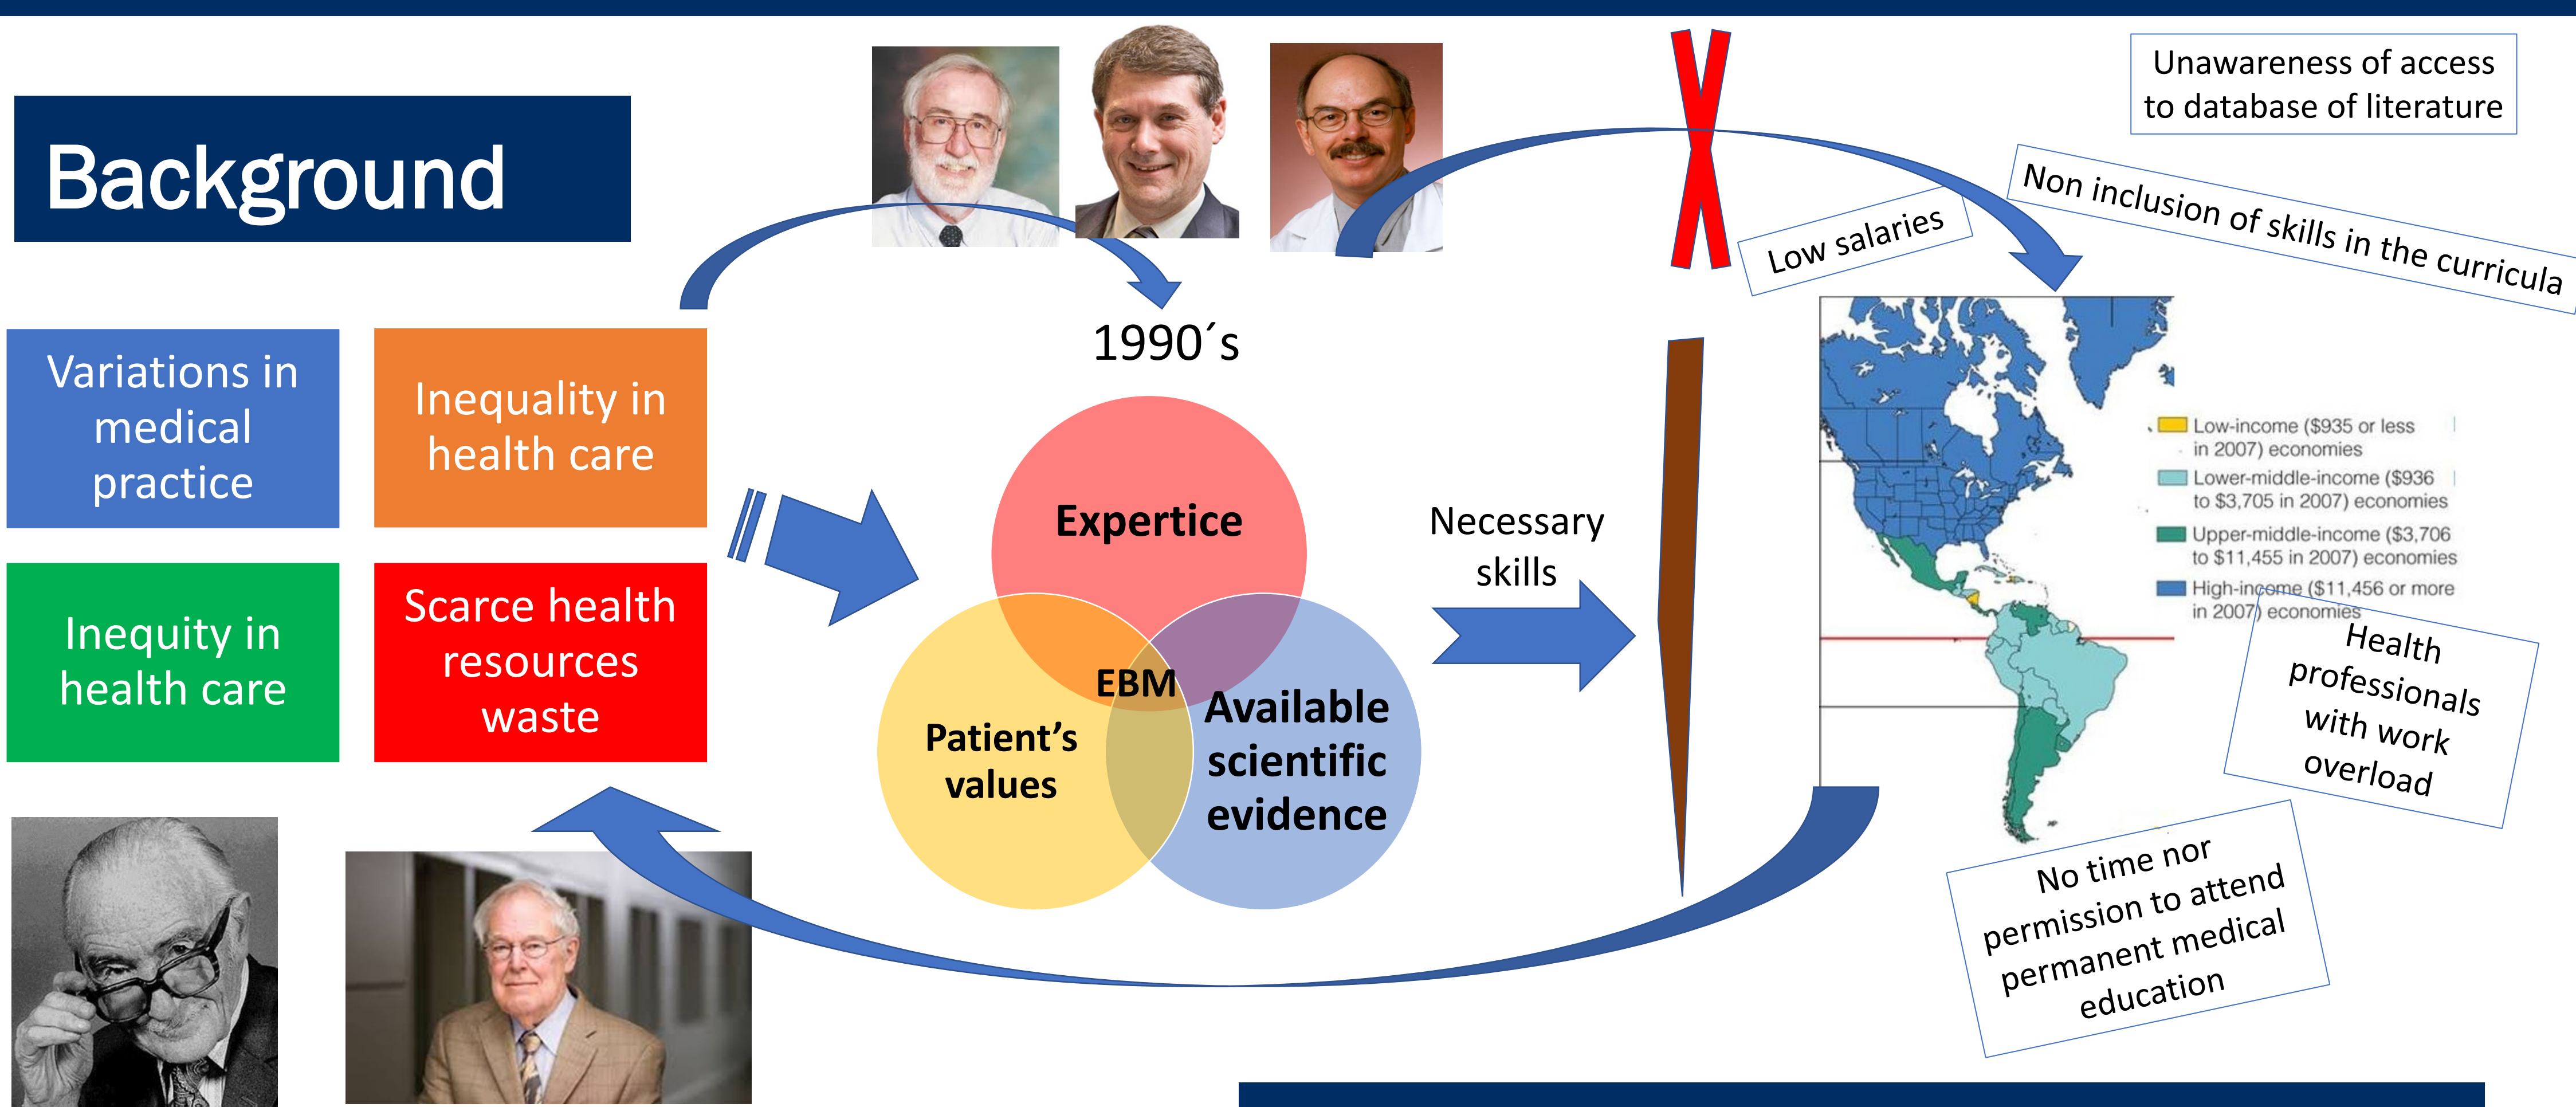 Background
Variations in
medical
practice
Inequality in
health care
Inequity in
health care
Scarce health
resources
waste
1990´s
Expertice
EBM
Patient’s
values
Available
scientific
evidence
Necessary
skills
Unawareness of access
to database of literature
Non inclusion of skills in the curricula
Low salaries
Low-income ($935 or less
in 2007) economies
Lower-middle-income ($936
to $3,705 in 2007) economies
Upper-middle-income ($3,706
to $11,455 in 2007) economies
High-income ($11,456 or more
in 2007) economies
Health
professionals
with work
overload
No time nor
permission to attend
permanent medical
education